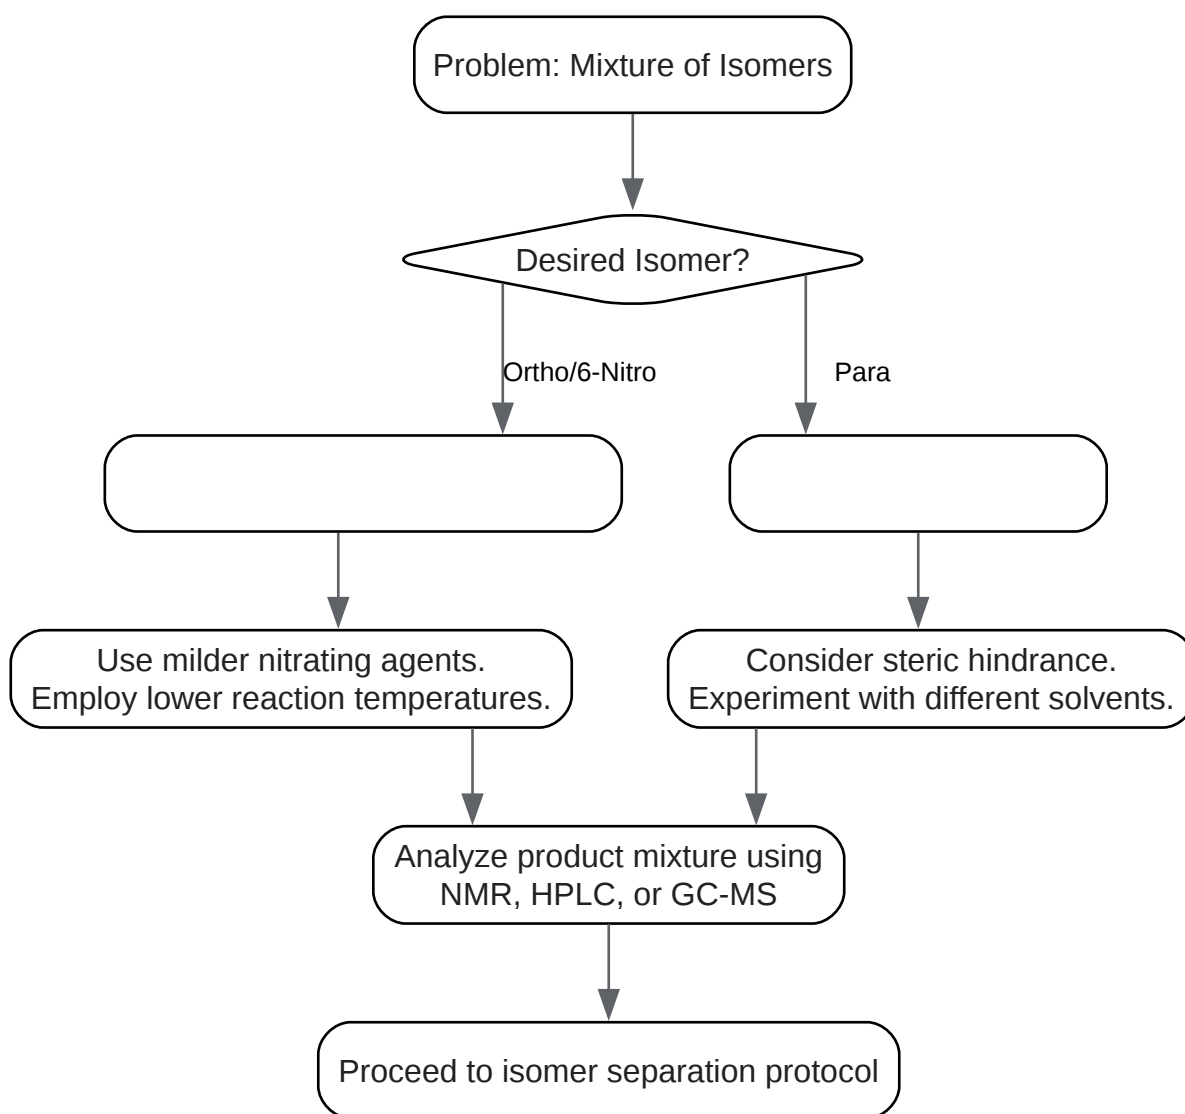 Problem: Mixture of Isomers
Desired Isomer?
Ortho/6-Nitro
Para
Use milder nitrating agents.
Employ lower reaction temperatures.
Consider steric hindrance.
Experiment with different solvents.
Analyze product mixture using
NMR, HPLC, or GC-MS
Proceed to isomer separation protocol